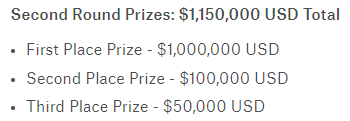 Second Round Prizes: $1,150,000 USD Total
• First Place Prize - $1,000,000 USD
• Second Place Prize - $100,000 USD
• Third Place Prize - $50,000 USD